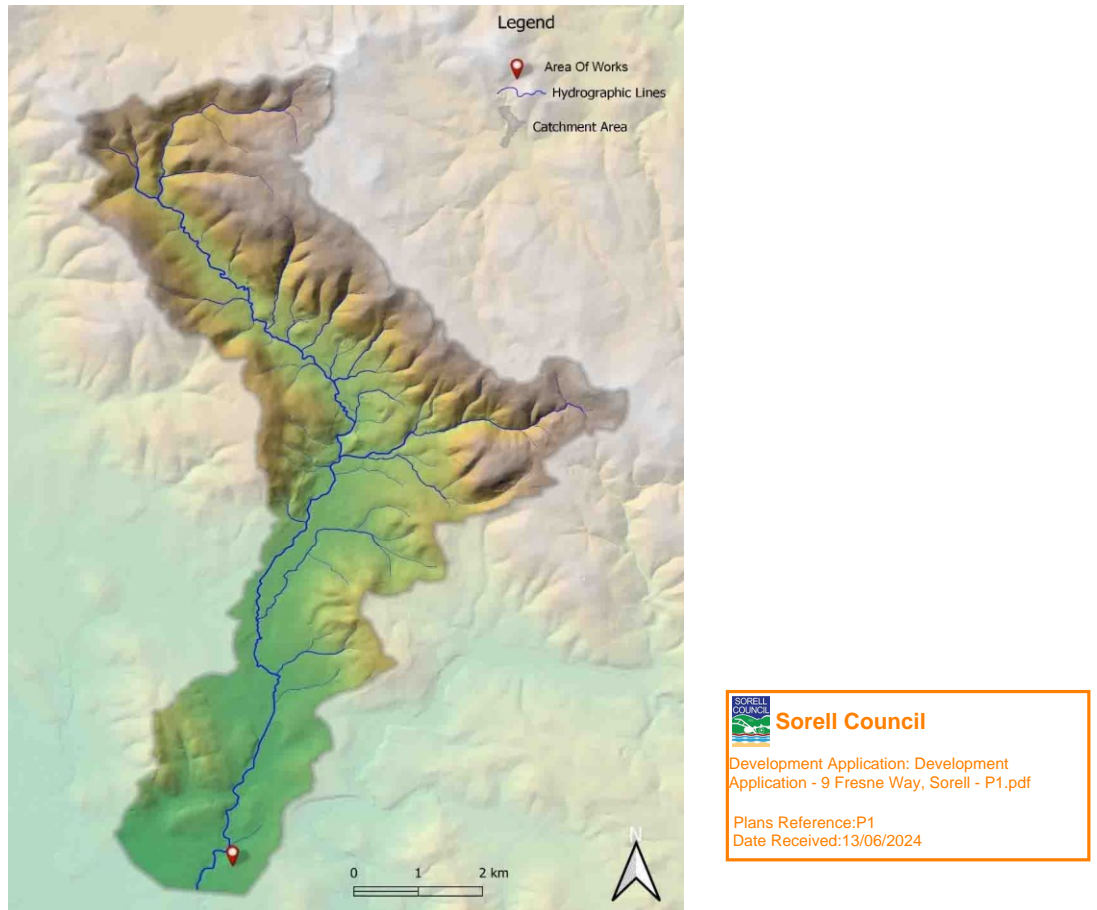 Legend
Area Of Works
Hydrographic Lines
Catchment Area
N
0 1 2 km
SORELL
COUNCIL
Sorell Council
Development Application: Development
Application - 9 Fresne Way, Sorell - P1.pdf
Plans Reference:P1
Date Received:13/06/2024